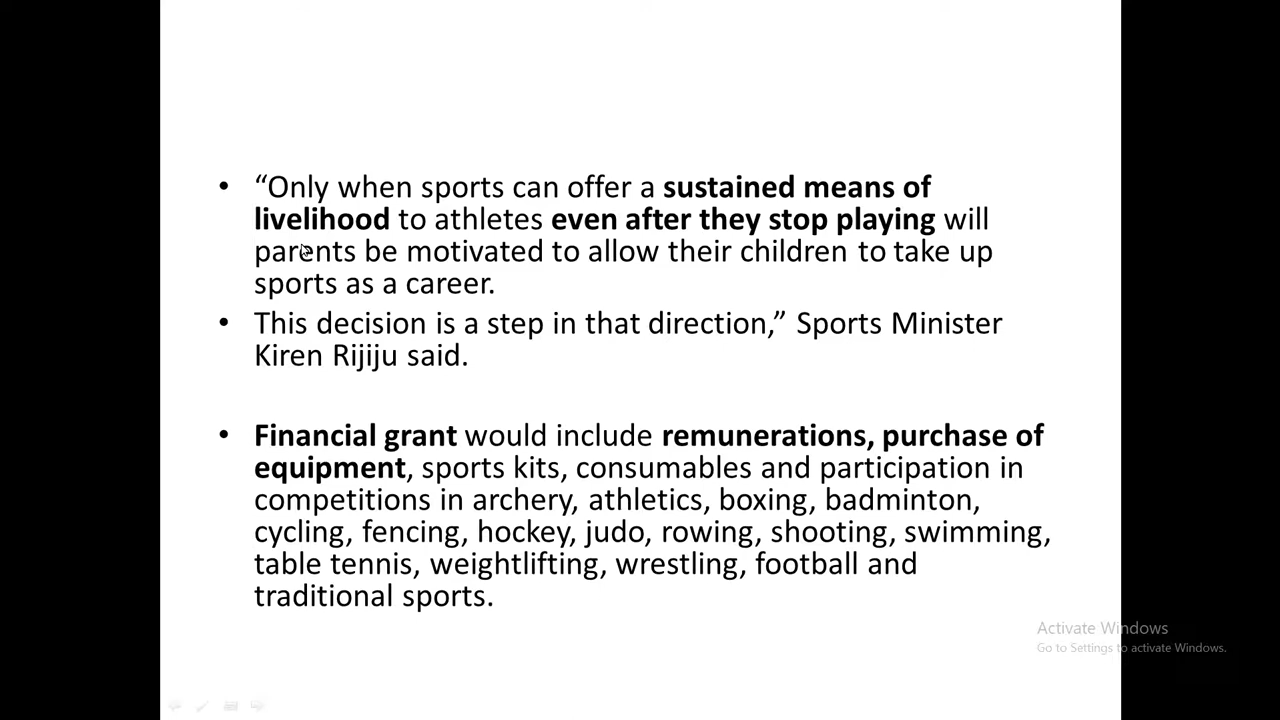 • “Only when sports can offer a sustained means of
livelihood to athletes even after they stop playing will
parents be motivated to allow their children to take up
sports as a career.
• This decision is a step in that direction,” Sports Minister
Kiren Rijiju said.
• Financial grant would include remunerations, purchase of
equipment, sports kits, consumables and participation in
competitions in archery, athletics, boxing, badminton,
cycling, fencing, hockey, judo, rowing, shooting, swimming,
table tennis, weightlifting, wrestling, football and
traditional sports.
Activate Windows
Go to Settings to activate Windows.